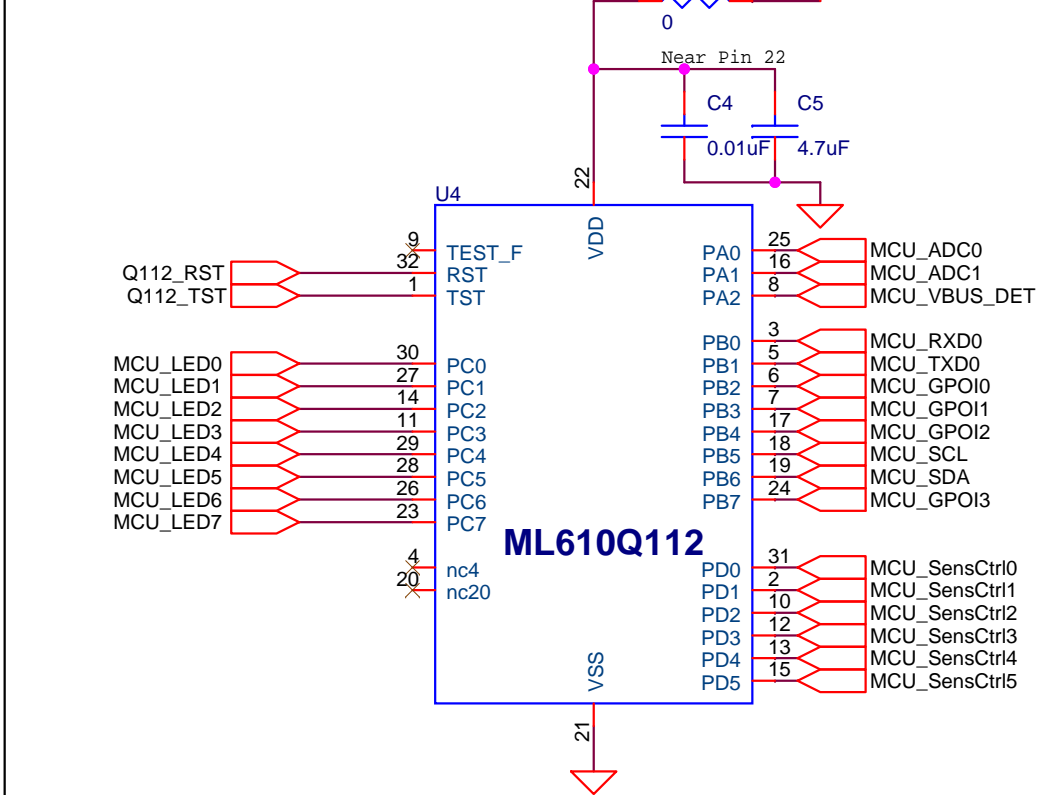 0
Near Pin 22
C4
C5
0.01uF
4.7uF
22
U4
VDD
9
TEST_F
Q112_RST
32
RST
Q112_TST
1
TST
PA0
25
MCU_ADC0
PA1
16
MCU_ADC1
PA2
8
MCU_VBUS_DET
MCU_LED0
30
PC0
MCU_LED1
27
PC1
MCU_LED2
14
PC2
MCU_LED3
11
PC3
MCU_LED4
29
PC4
MCU_LED5
28
PC5
MCU_LED6
26
PC6
MCU_LED7
23
PC7
PB0
3
MCU_RXD0
PB1
5
MCU_TXD0
PB2
6
MCU_GPOI0
PB3
7
MCU_GPOI1
PB4
17
MCU_GPOI2
PB5
18
MCU_SCL
PB6
19
MCU_SDA
PB7
24
MCU_GPOI3
ML610Q112
4
nc4
20
nc20
PD0
31
MCU_SensCtrl0
PD1
2
MCU_SensCtrl1
PD2
10
MCU_SensCtrl2
PD3
12
MCU_SensCtrl3
PD4
13
MCU_SensCtrl4
PD5
15
MCU_SensCtrl5
VSS
21